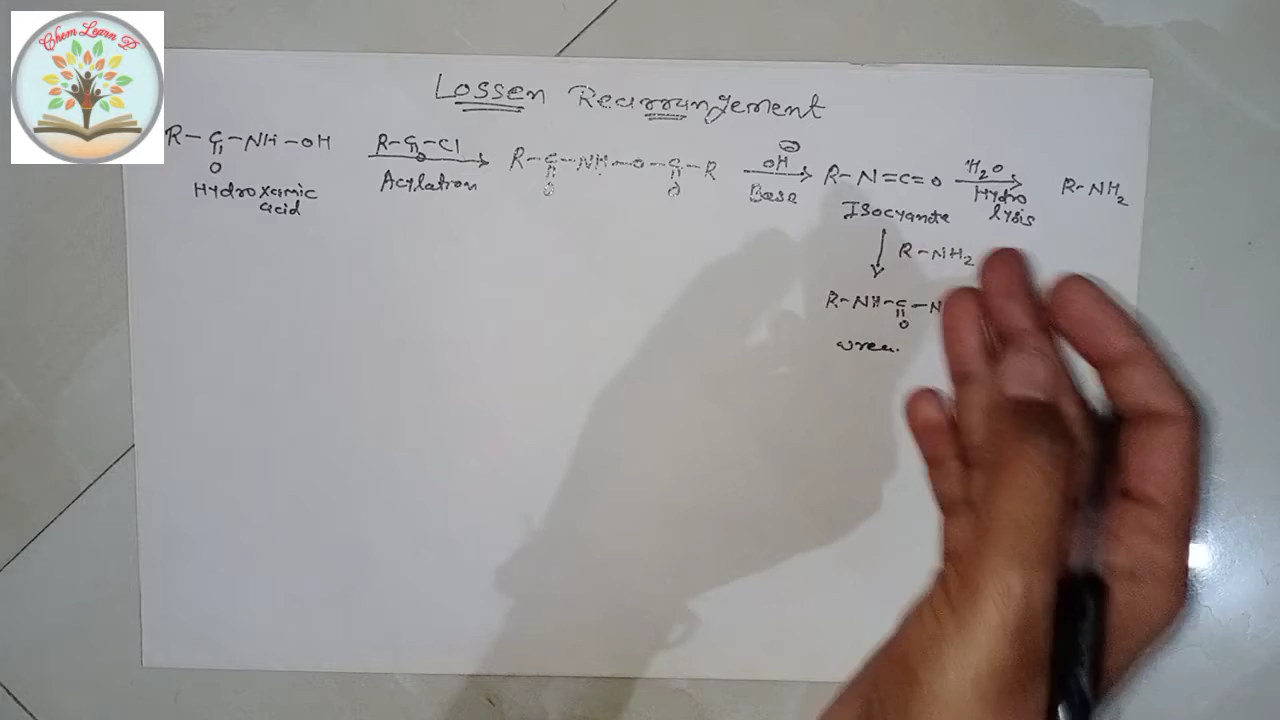 Chem Learn P
Lossen Rearrangement
R-C-NH-OH
O
Hydroxamic
acid
R-C-Cl
O
Acylation
R-C-NH-O-C-R
O O
OH ⊖
Base
R-N=C=O
Isocyanate
H2O
Hydro
lysis
R-NH2
R-NH2
R-NH-C-N
O
urea.